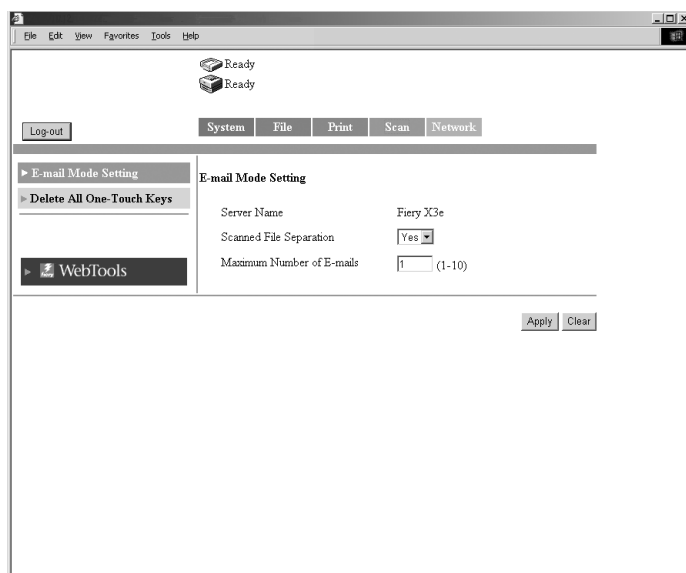 File Edit View Favorites Tools Help
Ready
Ready
Log-out
System File Print Scan Network
E-mail Mode Setting
Delete All One-Touch Keys
WebTools
E-mail Mode Setting
Server Name Fiery X3e
Scanned File Separation Yes
Maximum Number of E-mails 1 (1-10)
Apply Clear